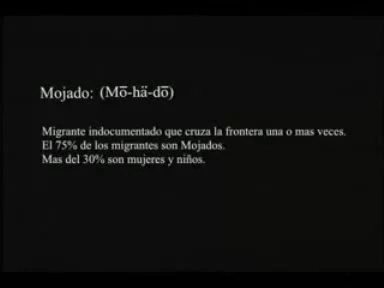 Mojado: (Mō-hä-dō)
Migrante indocumentado que cruza la frontera una o mas veces.
El 75% de los migrantes son Mojados.
Mas del 30% son mujeres y niños.